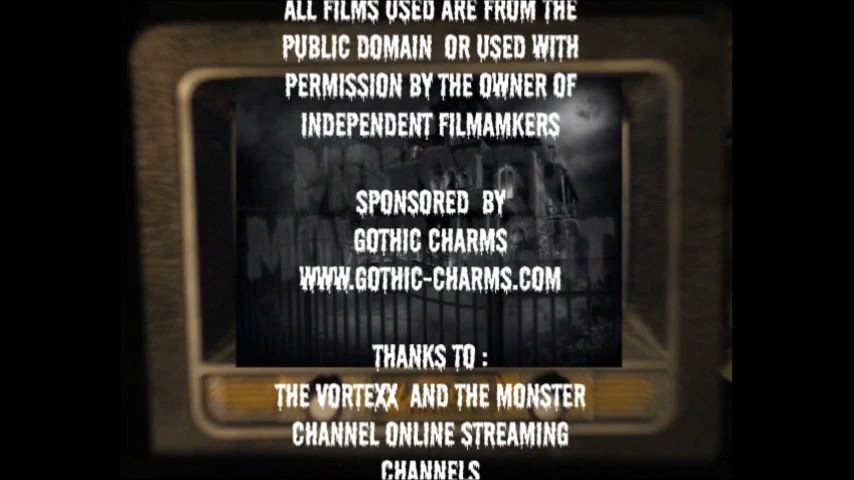 ALL FILMS USED ARE FROM THE
PUBLIC DOMAIN OR USED WITH
PERMISSION BY THE OWNER OF
INDEPENDENT FILMAMKERS
SPONSORED BY
GOTHIC CHARMS
WWW.GOTHIC-CHARMS.COM
THANKS TO :
THE VORTEXX AND THE MONSTER
CHANNEL ONLINE STREAMING
CHANNELS